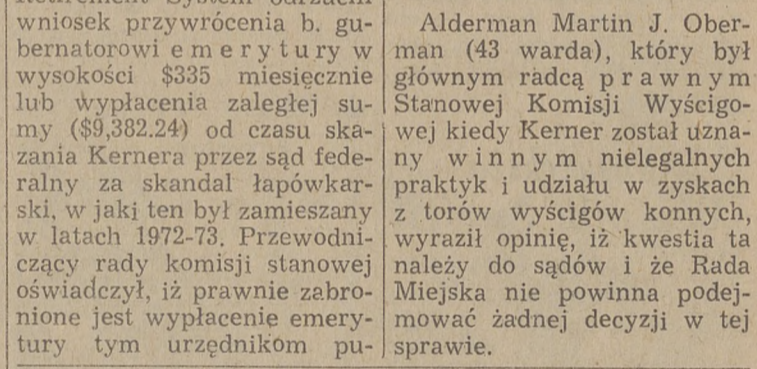 wniosek przywrócenia b. gu-
bernatorowi emerytury w
wysokości $335 miesięcznie
lub wypłacenia zaległej su-
my ($9,382.24) od czasu ska-
zania Kernera przez sąd fede-
ralny za skandal łapówkar-
ski, w jaki ten był zamieszany
w latach 1972-73. Przewodni-
czący rady komisji stanowej
oświadczył, iż prawnie zabro-
nione jest wypłacenie emery-
tury tym urzędnikom pu-
Alderman Martin J. Ober-
man (43 warda), który był
głównym radcą prawnym
Stanowej Komisji Wyścigo-
wej kiedy Kerner został uzna-
ny winnym nielegalnych
praktyk i udziału w zyskach
z torów wyścigów konnych,
wyraził opinię, iż kwestia ta
należy do sądów i że Rada
Miejska nie powinna podej-
mować żadnej decyzji w tej
sprawie.